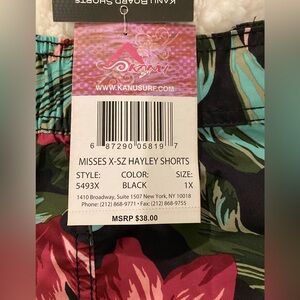 KANU BOARD SHORTS
Kanu
WWW.KANUSURF.COM
6 87290 05819 7
MISSES X-SZ HAYLEY SHORTS
STYLE: COLOR: SIZE:
5493X BLACK 1X
1410 Broadway, Suite 1507 New York, NY 10018
Phone: (212) 868-9771 • Fax: (212) 868-9755
MSRP $38.00